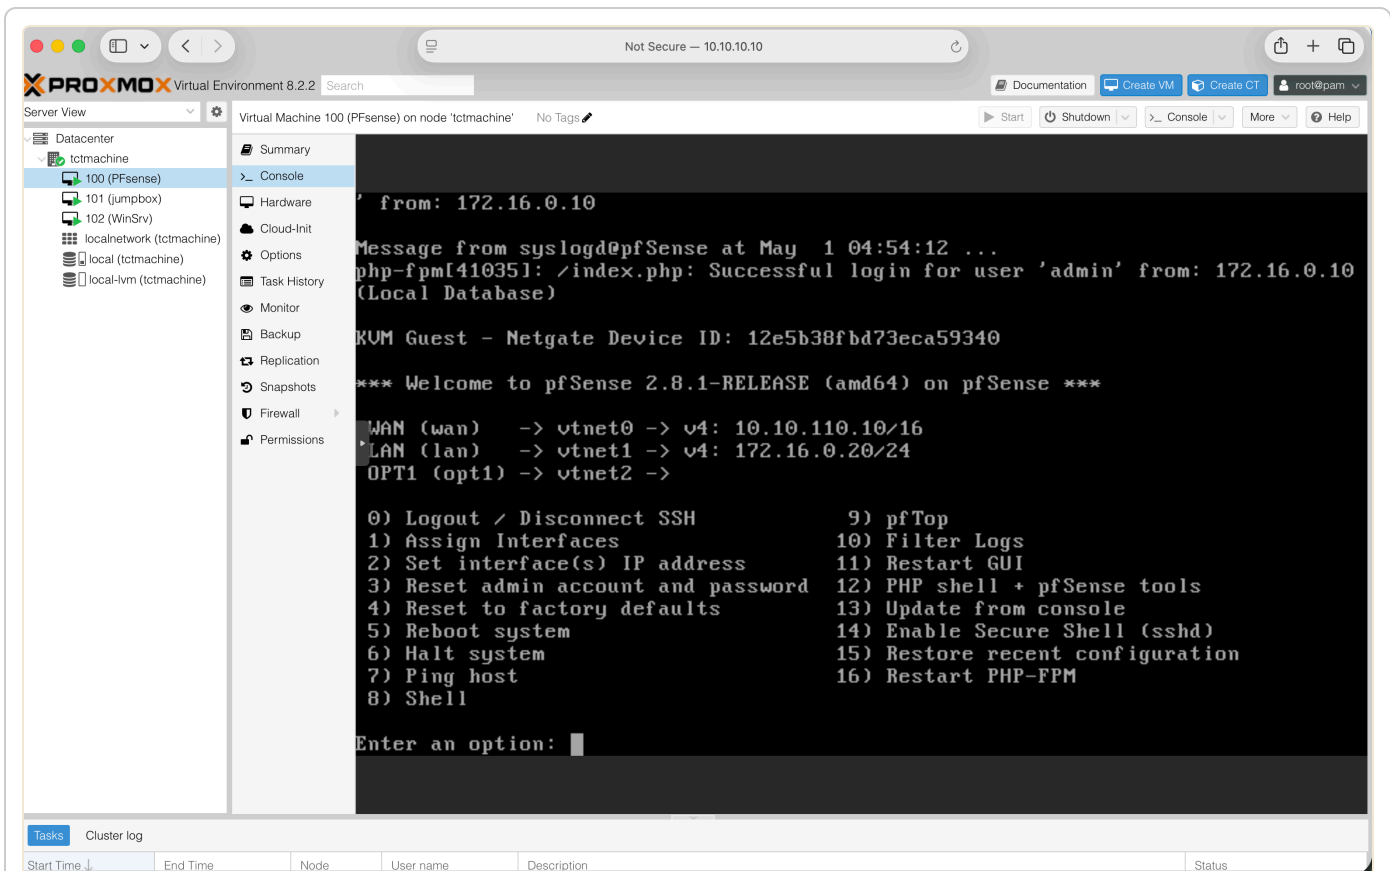 Not Secure — 10.10.10.10
PROXMOX Virtual Environment 8.2.2 Search Documentation Create VM Create CT root@pam
Server View
Virtual Machine 100 (PFsense) on node 'tctmachine' No Tags Start Shutdown >_ Console More Help
Datacenter
tctmachine
100 (PFsense)
101 (jumpbox)
102 (WinSrv)
localnetwork (tctmachine)
local (tctmachine)
local-lvm (tctmachine)
Summary
>_ Console
Hardware
Cloud-Init
Options
Task History
Monitor
Backup
Replication
Snapshots
Firewall
Permissions
' from: 172.16.0.10
Message from syslogd@pfSense at May 1 04:54:12 ...
php-fpm[41035]: /index.php: Successful login for user 'admin' from: 172.16.0.10
(Local Database)
KVM Guest - Netgate Device ID: 12e5b38fbd73eca59340
*** Welcome to pfSense 2.8.1-RELEASE (amd64) on pfSense ***
WAN (wan) -> vtnet0 -> v4: 10.10.110.10/16
LAN (lan) -> vtnet1 -> v4: 172.16.0.20/24
OPT1 (opt1) -> vtnet2 ->
0) Logout / Disconnect SSH 9) pfTop
1) Assign Interfaces 10) Filter Logs
2) Set interface(s) IP address 11) Restart GUI
3) Reset admin account and password 12) PHP shell + pfSense tools
4) Reset to factory defaults 13) Update from console
5) Reboot system 14) Enable Secure Shell (sshd)
6) Halt system 15) Restore recent configuration
7) Ping host 16) Restart PHP-FPM
8) Shell
Enter an option:
Tasks Cluster log
Start Time End Time Node User name Description Status